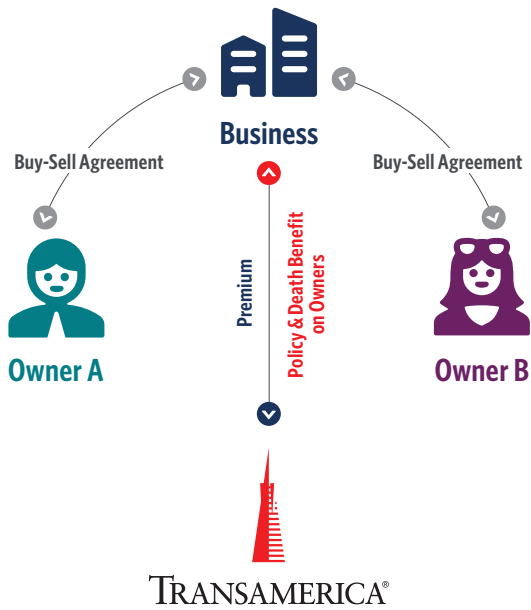 Business
Buy-Sell Agreement
Buy-Sell Agreement
Premium
Policy & Death Benefit
on Owners
Owner A
Owner B
TRANSAMERICA®